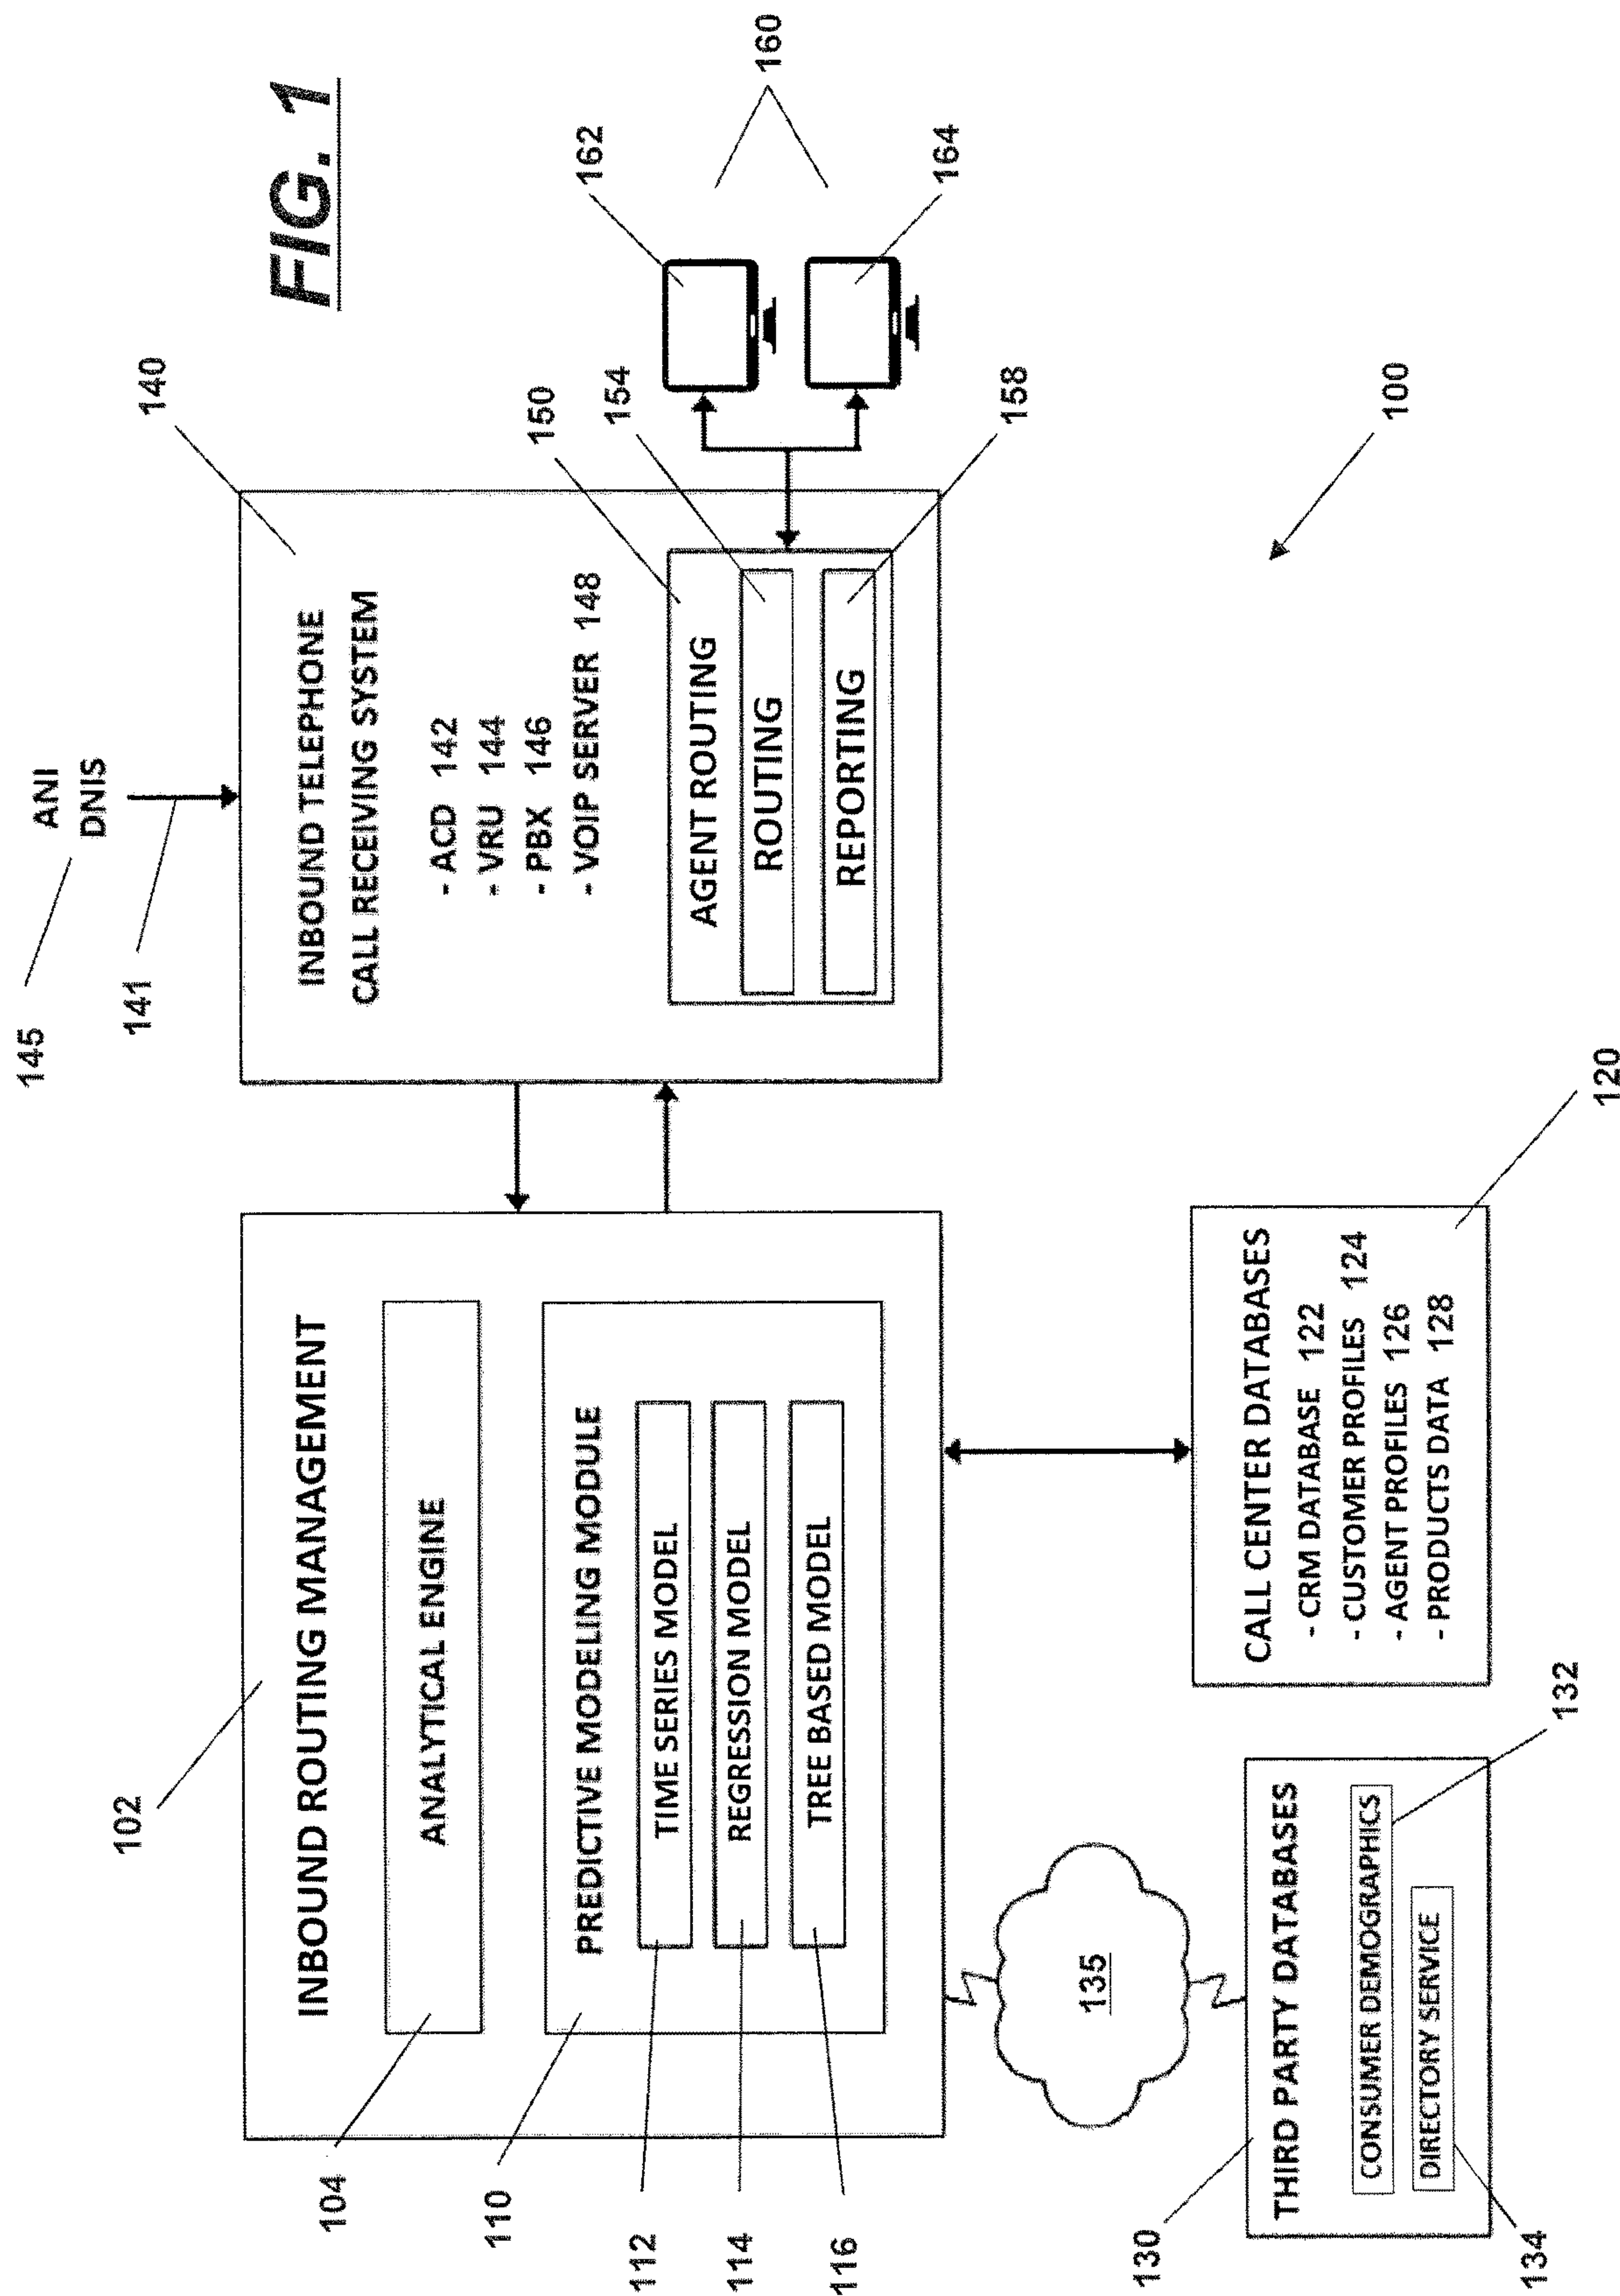 FIG. 1
145
ANI
DNIS
141
140
102
INBOUND ROUTING MANAGEMENT
104
ANALYTICAL ENGINE
110
PREDICTIVE MODELING MODULE
112
TIME SERIES MODEL
114
REGRESSION MODEL
116
TREE BASED MODEL
INBOUND TELEPHONE
CALL RECEIVING SYSTEM
- ACD 142
- VRU 144
- PBX 146
- VOIP SERVER 148
150
AGENT ROUTING
154
ROUTING
158
REPORTING
160
162
164
135
130
THIRD PARTY DATABASES
CONSUMER DEMOGRAPHICS
132
DIRECTORY SERVICE
134
CALL CENTER DATABASES
- CRM DATABASE 122
- CUSTOMER PROFILES 124
- AGENT PROFILES 126
- PRODUCTS DATA 128
120
100